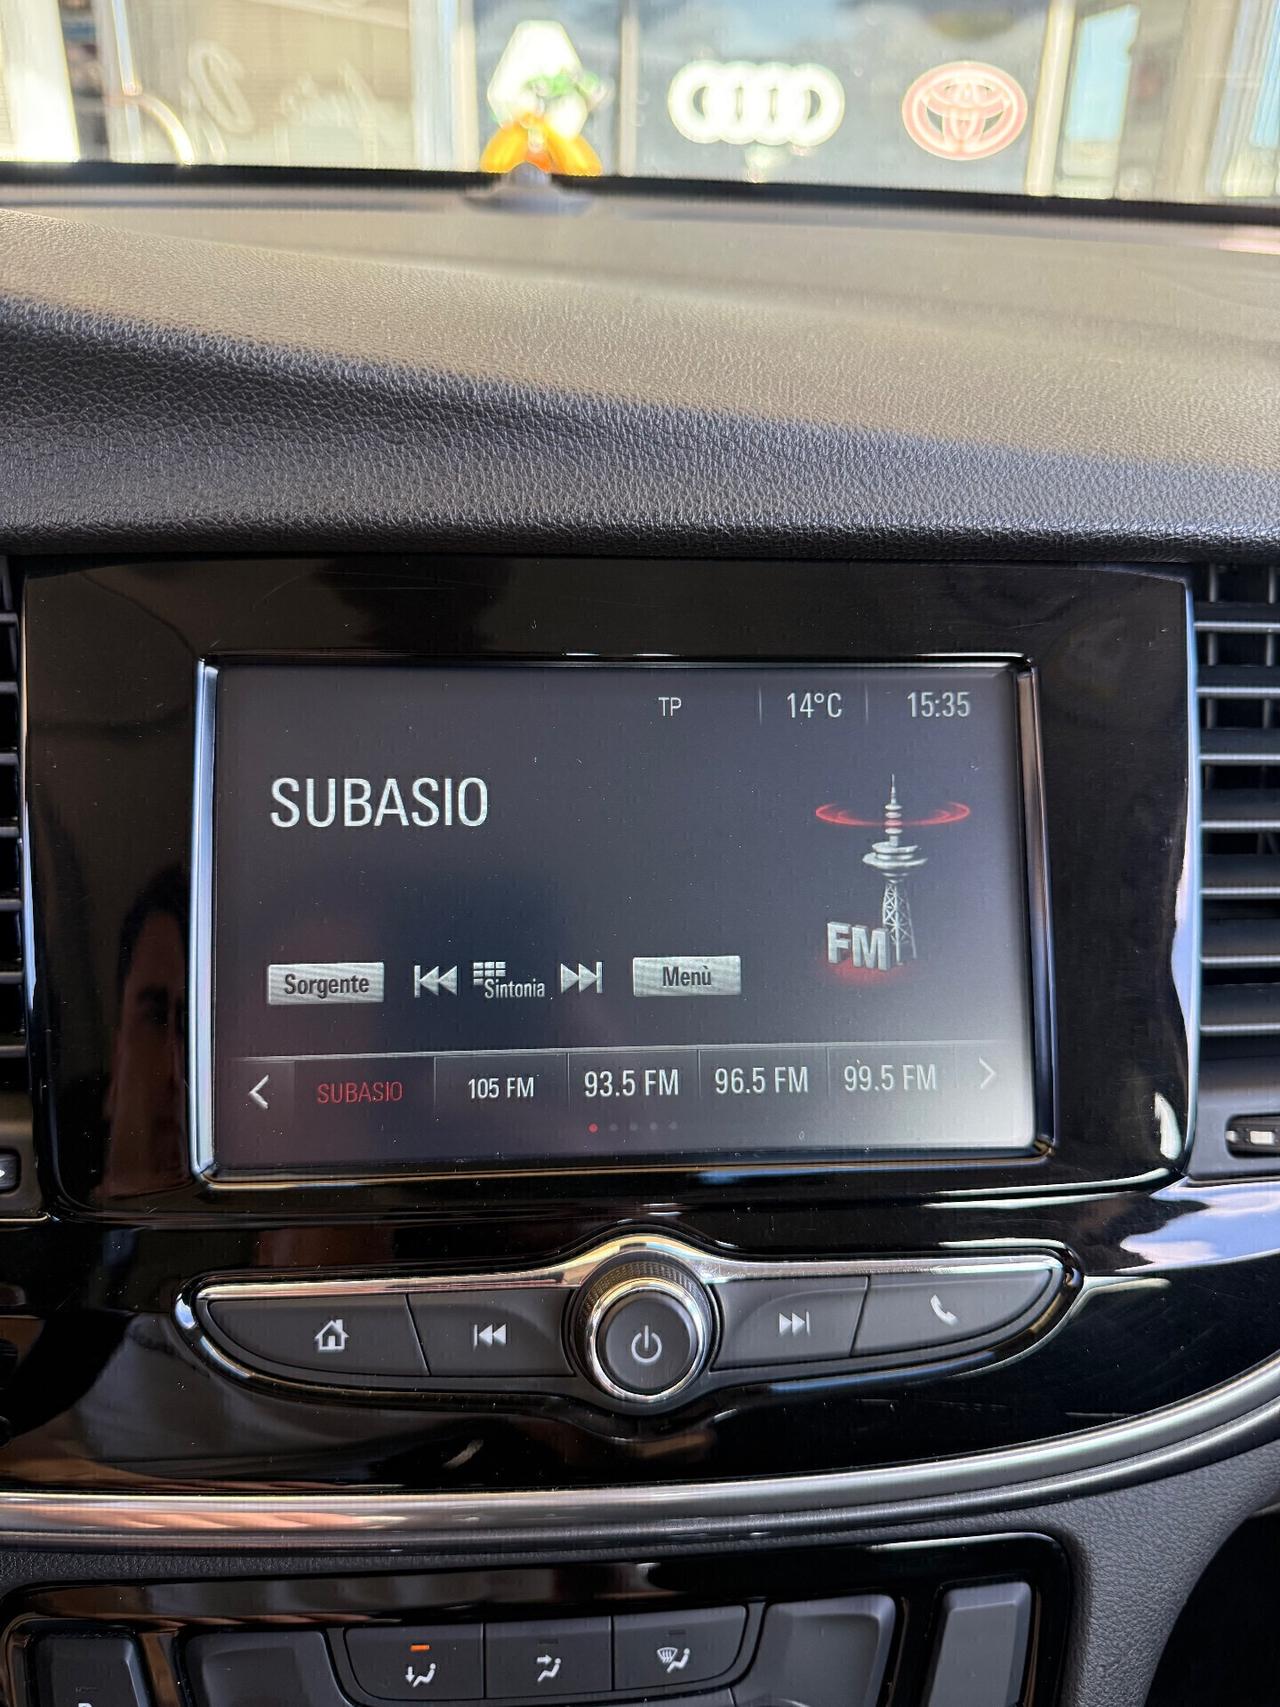 TP 14°C 15:35
SUBASIO
FM
Sorgente Sintonia Menù
SUBASIO 105 FM 93.5 FM 96.5 FM 99.5 FM